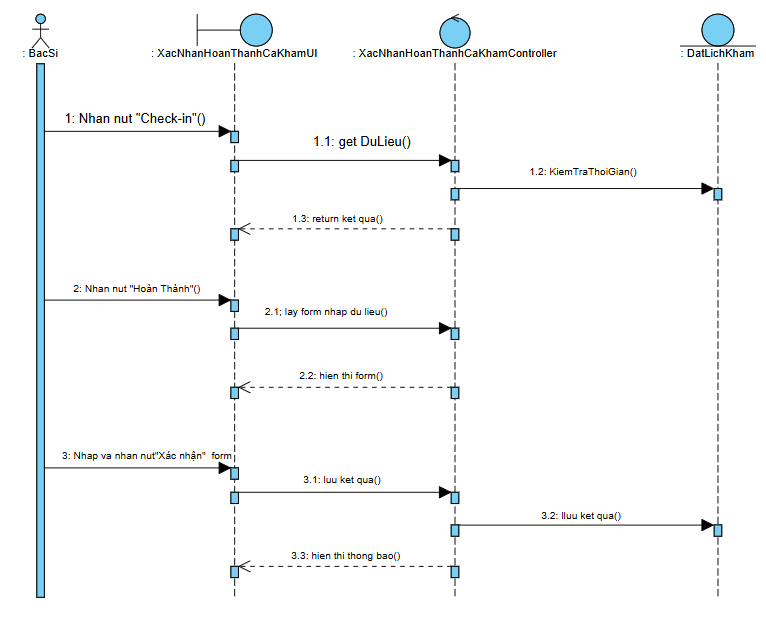 : BacSi
: XacNhanHoanThanhCaKhamUI
: XacNhanHoanThanhCaKhamController
: DatLichKham
1: Nhan nut "Check-in"()
1.1: get DuLieu()
1.2: KiemTraThoiGian()
1.3: return ket qua()
2: Nhan nut "Hoàn Thành"()
2.1; lay form nhap du lieu()
2.2: hien thi form()
3: Nhap va nhan nut"Xác nhận" form
3.1: luu ket qua()
3.2: lluu ket qua()
3.3: hien thi thong bao()